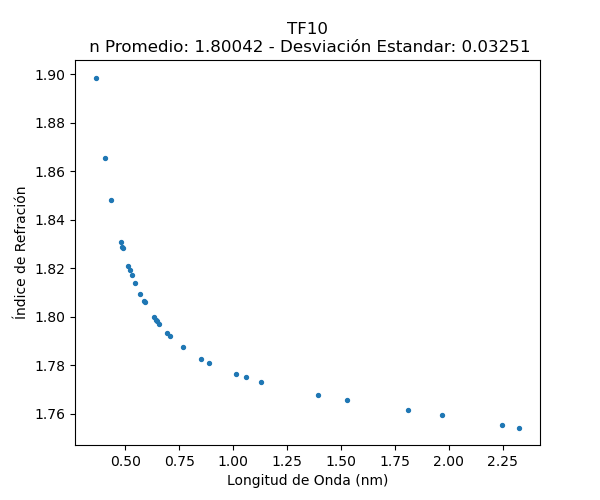 TF10
n Promedio: 1.80042 - Desviación Estandar: 0.03251
1.90
1.88
1.86
1.84
1.82
1.80
1.78
1.76
Índice de Refración
0.50 0.75 1.00 1.25 1.50 1.75 2.00 2.25
Longitud de Onda (nm)